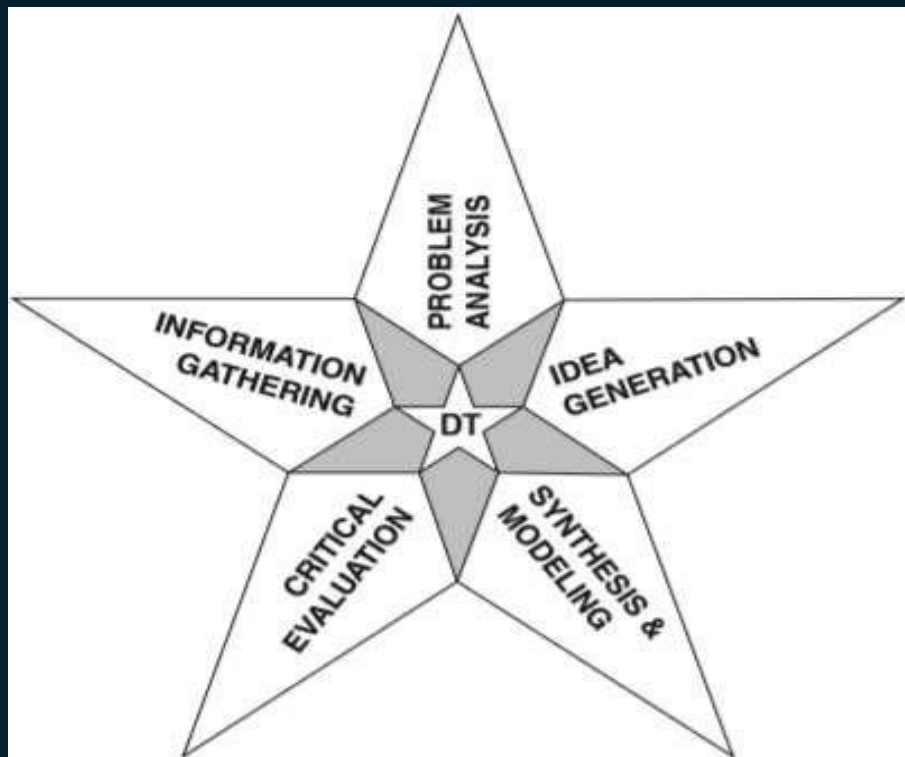 PROBLEM
ANALYSIS
INFORMATION
GATHERING
IDEA
GENERATION
DT
CRITICAL
EVALUATION
SYNTHESIS &
MODELING